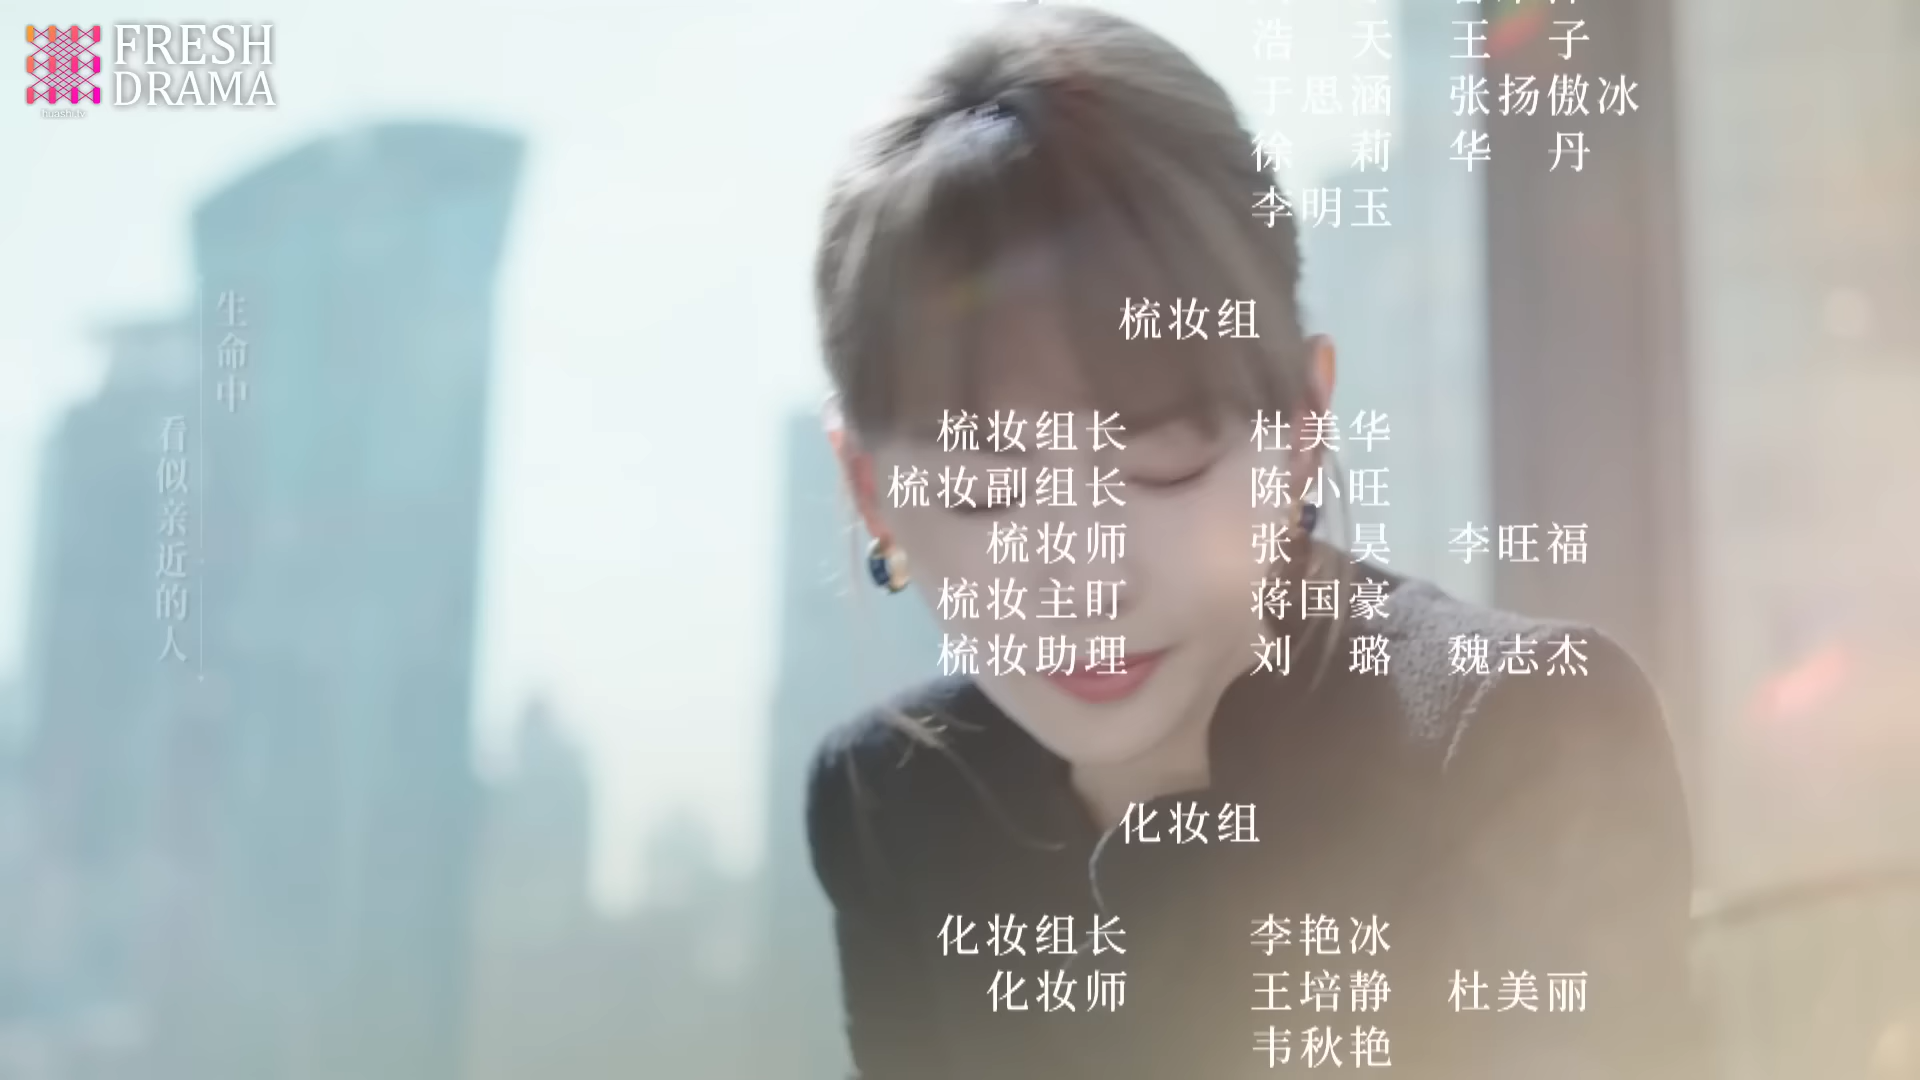 FRESH
DRAMA
huashi.tv
生命中
看似亲近的人
浩 天 王 子
于思涵 张扬傲冰
徐 莉 华 丹
李明玉
梳妆组
梳妆组长 杜美华
梳妆副组长 陈小旺
梳妆师 张 昊 李旺福
梳妆主盯 蒋国豪
梳妆助理 刘 璐 魏志杰
化妆组
化妆组长 李艳冰
化妆师 王培静 杜美丽
韦秋艳